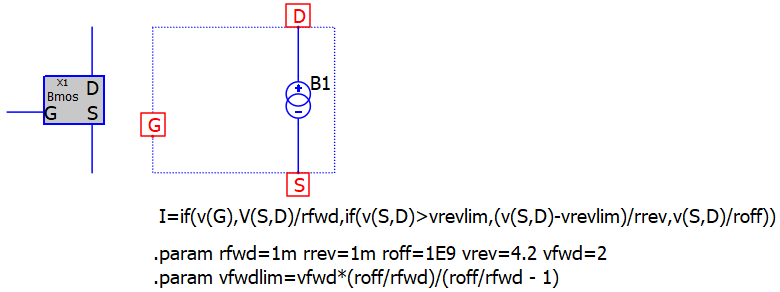 D
X1
D
B1
Bmos
G S
G
+
-
S
I=if(v(G),V(S,D)/rfwd,if(v(S,D)>vrevlim,(v(S,D)-vrevlim)/rrev,v(S,D)/roff))
.param rfwd=1m rrev=1m roff=1E9 vrev=4.2 vfwd=2
.param vfwdlim=vfwd*(roff/rfwd)/(roff/rfwd - 1)